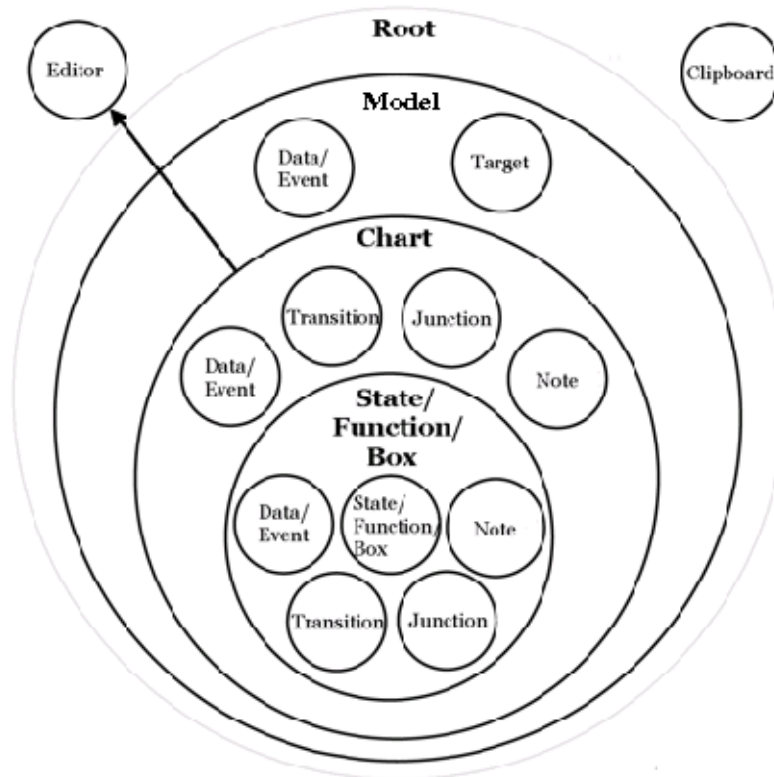 Root
Editor
Clipboard
Model
Data/
Event
Target
Chart
Transition
Junction
Data/
Event
Note
State/
Function/
Box
Data/
Event
State/
Function/
Box
Note
Transition
Junction